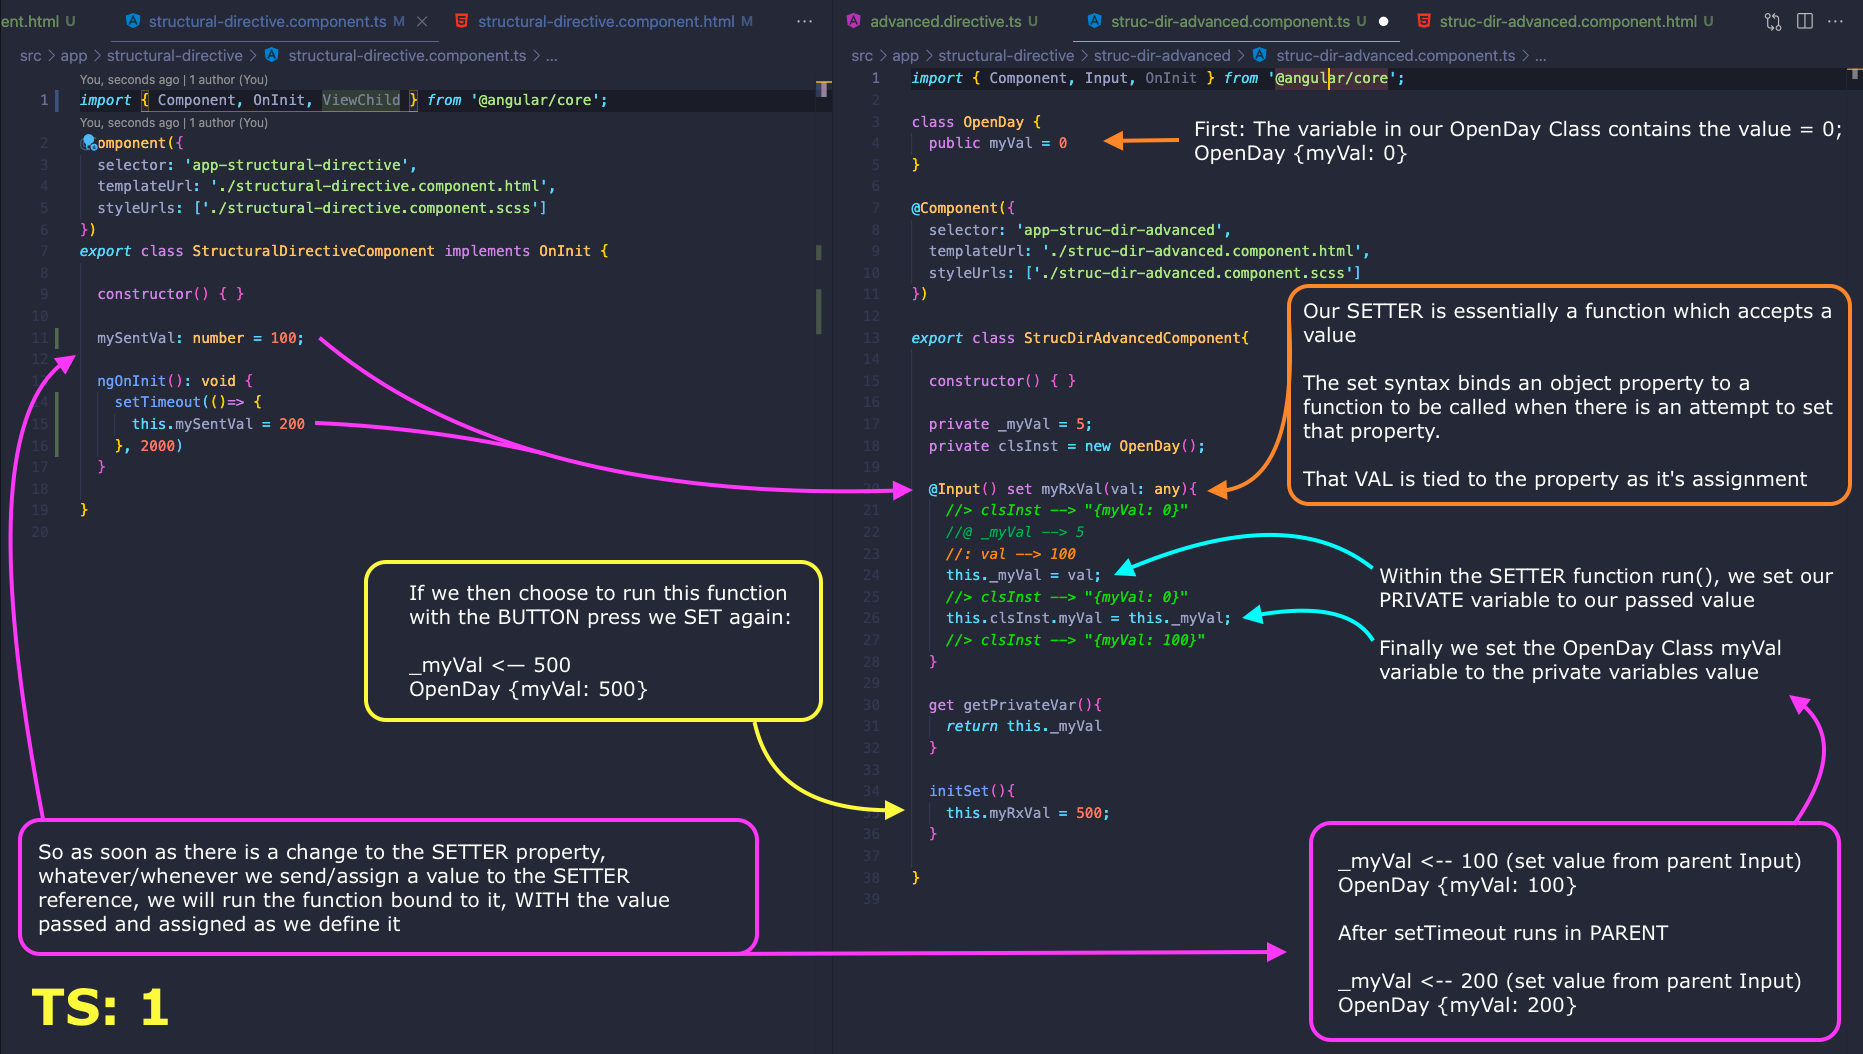 ent.html U
structural-directive.component.ts M
structural-directive.component.html M
src > app > structural-directive > structural-directive.component.ts > ...
You, seconds ago | 1 author (You)
1 import { Component, OnInit, ViewChild } from '@angular/core';
You, seconds ago | 1 author (You)
2 omponent({
3 selector: 'app-structural-directive',
4 templateUrl: './structural-directive.component.html',
5 styleUrls: ['./structural-directive.component.scss']
6 })
7 export class StructuralDirectiveComponent implements OnInit {
8
9 constructor() { }
10
11 mySentVal: number = 100;
12
ngOnInit(): void {
14 setTimeout(()=> {
15 this.mySentVal = 200
16 }, 2000)
17 }
18
19 }
20
If we then choose to run this function
with the BUTTON press we SET again:
_myVal <— 500
OpenDay {myVal: 500}
So as soon as there is a change to the SETTER property,
whatever/whenever we send/assign a value to the SETTER
reference, we will run the function bound to it, WITH the value
passed and assigned as we define it
TS: 1
advanced.directive.ts U
struc-dir-advanced.component.ts U
struc-dir-advanced.component.html U
src > app > structural-directive > struc-dir-advanced > struc-dir-advanced.component.ts > ...
1 import { Component, Input, OnInit } from '@angular/core';
2
3 class OpenDay {
4 public myVal = 0
5 }
6
7 @Component({
8 selector: 'app-struc-dir-advanced',
9 templateUrl: './struc-dir-advanced.component.html',
10 styleUrls: ['./struc-dir-advanced.component.scss']
11 })
12
13 export class StrucDirAdvancedComponent{
14
15 constructor() { }
16
17 private _myVal = 5;
18 private clsInst = new OpenDay();
19
@Input() set myRxVal(val: any){
21 //> clsInst --> "{myVal: 0}"
22 //@ _myVal --> 5
23 //: val --> 100
24 this._myVal = val;
25 //> clsInst --> "{myVal: 0}"
26 this.clsInst.myVal = this._myVal;
27 //> clsInst --> "{myVal: 100}"
28 }
29
30 get getPrivateVar(){
31 return this._myVal
32 }
33
34 initSet(){
35 this.myRxVal = 500;
36 }
37
38 }
39
First: The variable in our OpenDay Class contains the value = 0;
OpenDay {myVal: 0}
Our SETTER is essentially a function which accepts a
value
The set syntax binds an object property to a
function to be called when there is an attempt to set
that property.
That VAL is tied to the property as it's assignment
Within the SETTER function run(), we set our
PRIVATE variable to our passed value
Finally we set the OpenDay Class myVal
variable to the private variables value
_myVal <-- 100 (set value from parent Input)
OpenDay {myVal: 100}
After setTimeout runs in PARENT
_myVal <-- 200 (set value from parent Input)
OpenDay {myVal: 200}